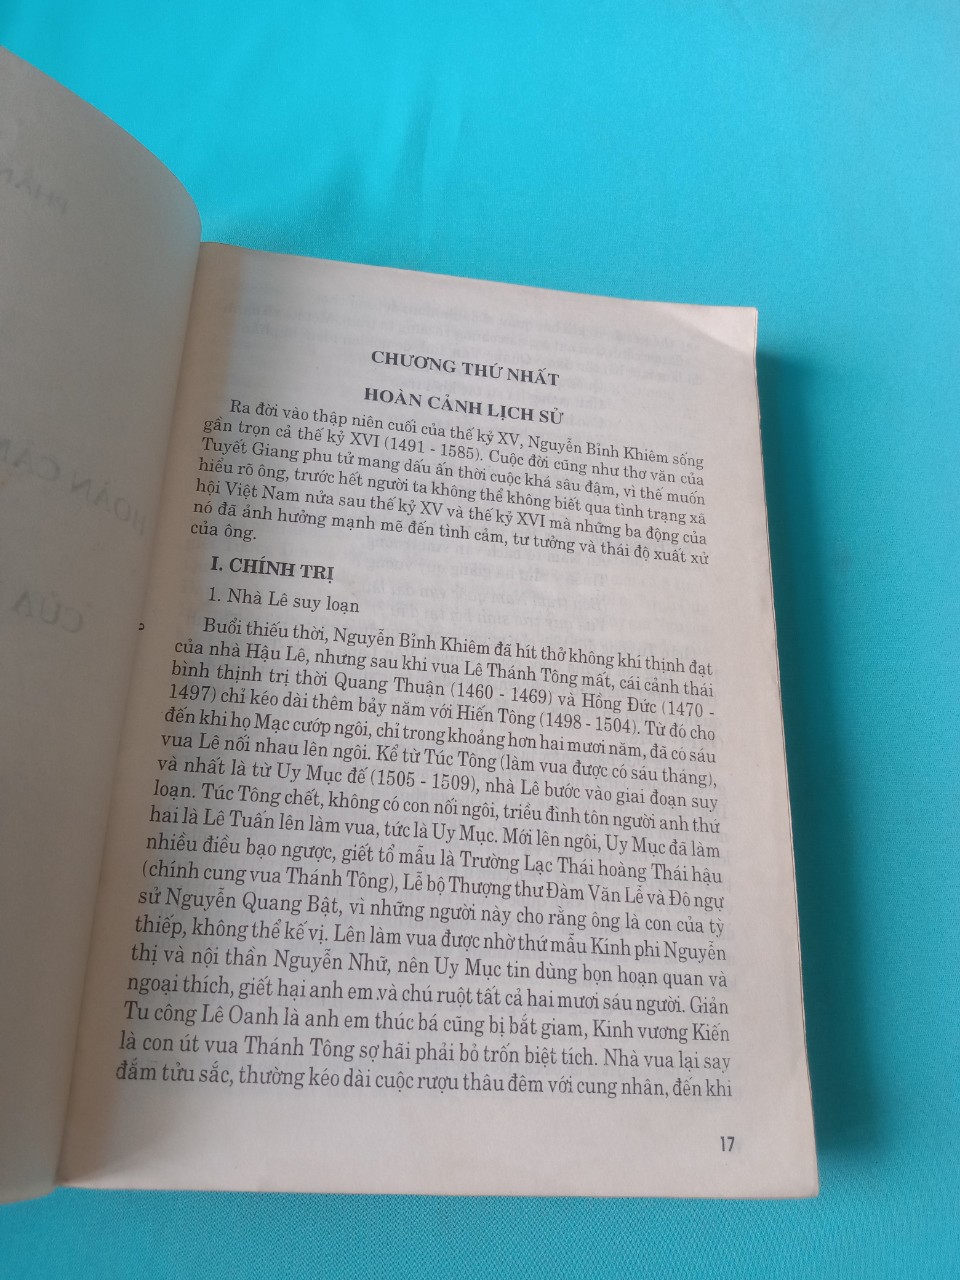 CHƯƠNG THỨ NHẤT
HOÀN CẢNH LỊCH SỬ
Ra đời vào thập niên cuối của thế kỷ XV, Nguyễn Bỉnh Khiêm sống
gần trọn cả thế kỷ XVI (1491 - 1585). Cuộc đời cũng như thơ văn của
Tuyết Giang phu tử mang dấu ấn thời cuộc khá sâu đậm, vì thế muốn
hiểu rõ ông, trước hết người ta không thể không biết qua tình trạng xã
hội Việt Nam nửa sau thế kỷ XV và thế kỷ XVI mà những ba động của
nó đã ảnh hưởng mạnh mẽ đến tình cảm, tư tưởng và thái độ xuất xử
của ông.
I. CHÍNH TRỊ
1. Nhà Lê suy loạn
Buổi thiếu thời, Nguyễn Bỉnh Khiêm đã hít thở không khí thịnh đạt
của nhà Hậu Lê, nhưng sau khi vua Lê Thánh Tông mất, cái cảnh thái
bình thịnh trị thời Quang Thuận (1460 - 1469) và Hồng Đức (1470 -
1497) chỉ kéo dài thêm bảy năm với Hiến Tông (1498 - 1504). Từ đó cho
đến khi họ Mạc cướp ngôi, chỉ trong khoảng hơn hai mươi năm, đã có sáu
vua Lê nối nhau lên ngôi. Kể từ Túc Tông (làm vua được có sáu tháng),
và nhất là từ Uy Mục đế (1505 - 1509), nhà Lê bước vào giai đoạn suy
loạn. Túc Tông chết, không có con nối ngôi, triều đình tôn người anh thứ
hai là Lê Tuấn lên làm vua, tức là Uy Mục. Mới lên ngôi, Uy Mục đã làm
nhiều điều bạo ngược, giết tổ mẫu là Trường Lạc Thái hoàng Thái hậu
(chính cung vua Thánh Tông), Lễ bộ Thượng thư Đàm Văn Lễ và Đô ngự
sử Nguyễn Quang Bật, vì những người này cho rằng ông là con của tỳ
thiếp, không thể kế vị. Lên làm vua được nhờ thứ mẫu Kính phi Nguyễn
thị và nội thần Nguyễn Nhữ, nên Uy Mục tin dùng bọn hoạn quan và
ngoại thích, giết hại anh em và chú ruột tất cả hai mươi sáu người. Giản
Tu công Lê Oanh là anh em thúc bá cũng bị bắt giam, Kinh vương Kiến
là con út vua Thánh Tông sợ hãi phải bỏ trốn biệt tích. Nhà vua lại say
đắm tửu sắc, thường kéo dài cuộc rượu thâu đêm với cung nhân, đến khi
17